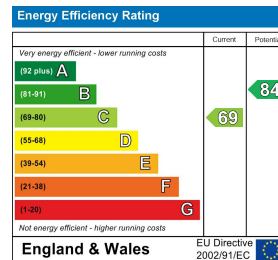 Energy Efficiency Rating
Current Potentia
Very energy efficient - lower running costs
(92 plus) A
(81-91) B
84
(69-80) C
69
(55-68) D
(39-54) E
(21-38) F
(1-20) G
Not energy efficient - higher running costs
England & Wales
EU Directive
2002/91/EC